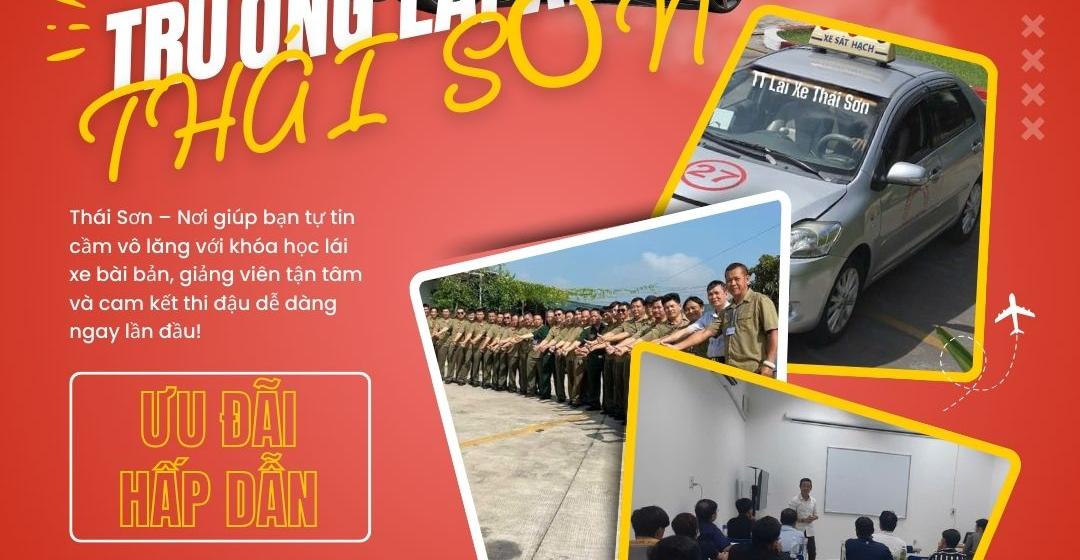 TRƯỜNG LÁI XE
THÁI SƠN
XE SÁT HẠCH
TT Lái Xe Thái Sơn
27
Thái Sơn – Nơi giúp bạn tự tin
cầm vô lăng với khóa học lái
xe bài bản, giảng viên tận tâm
và cam kết thi đậu dễ dàng
ngay lần đầu!
ƯU ĐÃI
HẤP DẪN